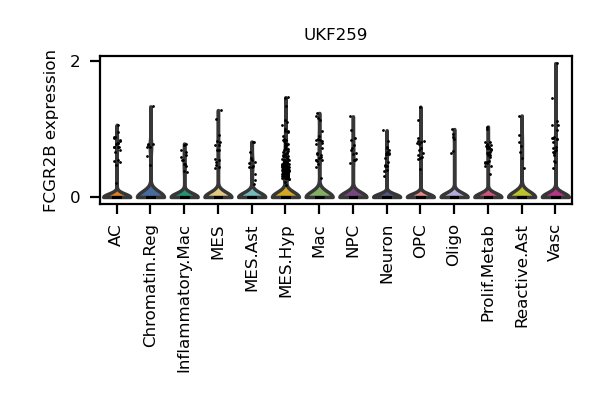 UKF259
FCGR2B expression
2
0
AC
Chromatin.Reg
Inflammatory.Mac
MES
MES.Ast
MES.Hyp
Mac
NPC
Neuron
OPC
Oligo
Prolif.Metab
Reactive.Ast
Vasc